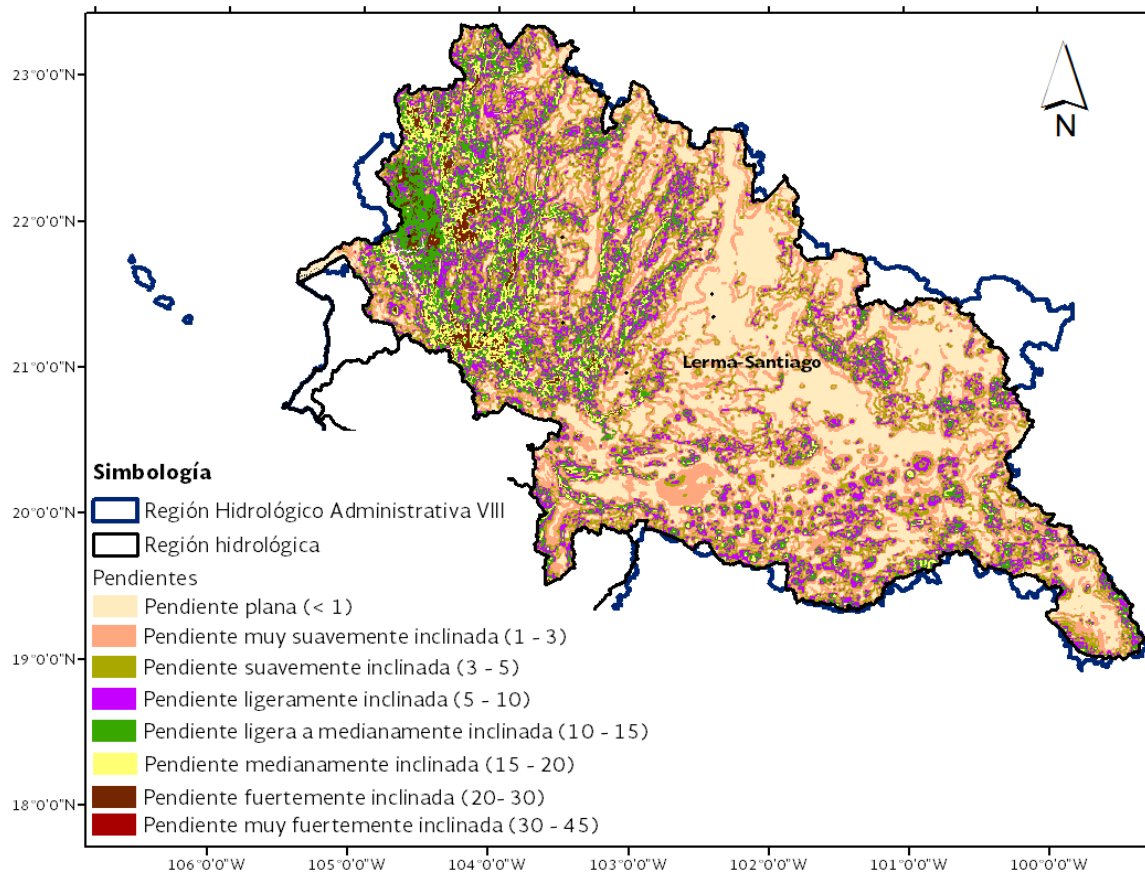 23°0'0"N
22°0'0"N
21°0'0"N
20°0'0"N
19°0'0"N
18°0'0"N
N
Lerma-Santiago
Simbología
Región Hidrológico Administrativa VIII
Región hidrológica
Pendientes
Pendiente plana (< 1)
Pendiente muy suavemente inclinada (1 - 3)
Pendiente suavemente inclinada (3 - 5)
Pendiente ligeramente inclinada (5 - 10)
Pendiente ligera a medianamente inclinada (10 - 15)
Pendiente medianamente inclinada (15 - 20)
Pendiente fuertemente inclinada (20- 30)
Pendiente muy fuertemente inclinada (30 - 45)
106°0'0"W 105°0'0"W 104°0'0"W 103°0'0"W 102°0'0"W 101°0'0"W 100°0'0"W